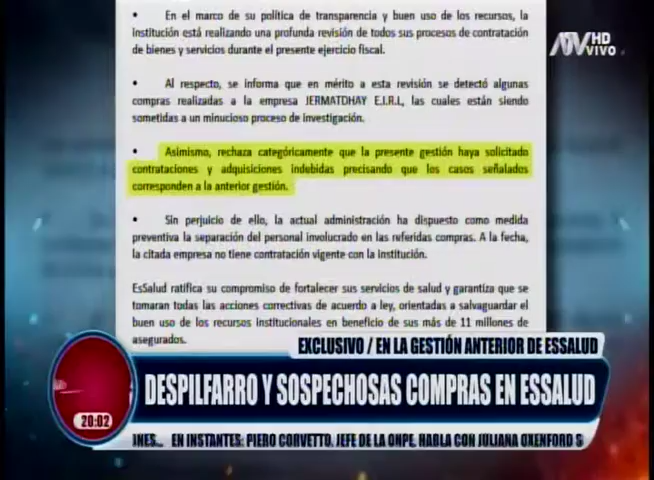 • En el marco de su política de transparencia y buen uso de los recursos, la
institución está realizando una profunda revisión de todos sus procesos de contratación
de bienes y servicios durante el presente ejercicio fiscal.
• Al respecto, se informa que en mérito a esta revisión se detectó algunas
compras realizadas a la empresa JERMATDHAY E.I.R.L, las cuales están siendo
sometidas a un minucioso proceso de investigación.
• Asimismo, rechaza categóricamente que la presente gestión haya solicitado
contrataciones y adquisiciones indebidas precisando que los casos señalados
corresponden a la anterior gestión.
• Sin perjuicio de ello, la actual administración ha dispuesto como medida
preventiva la separación del personal involucrado en las referidas compras. A la fecha,
la citada empresa no tiene contratación vigente con la institución.
EsSalud ratifica su compromiso de fortalecer sus servicios de salud y garantiza que se
tomaran todas las acciones correctivas de acuerdo a ley, orientadas a salvaguardar el
buen uso de los recursos institucionales en beneficio de sus más de 11 millones de
asegurados.
ATV HD
VIVO
EXCLUSIVO / EN LA GESTIÓN ANTERIOR DE ESSALUD
DESPILFARRO Y SOSPECHOSAS COMPRAS EN ESSALUD
20:02
INES... EN INSTANTES: PIERO CORVETTO, JEFE DE LA ONPE, HABLA CON JULIANA OXENFORD S